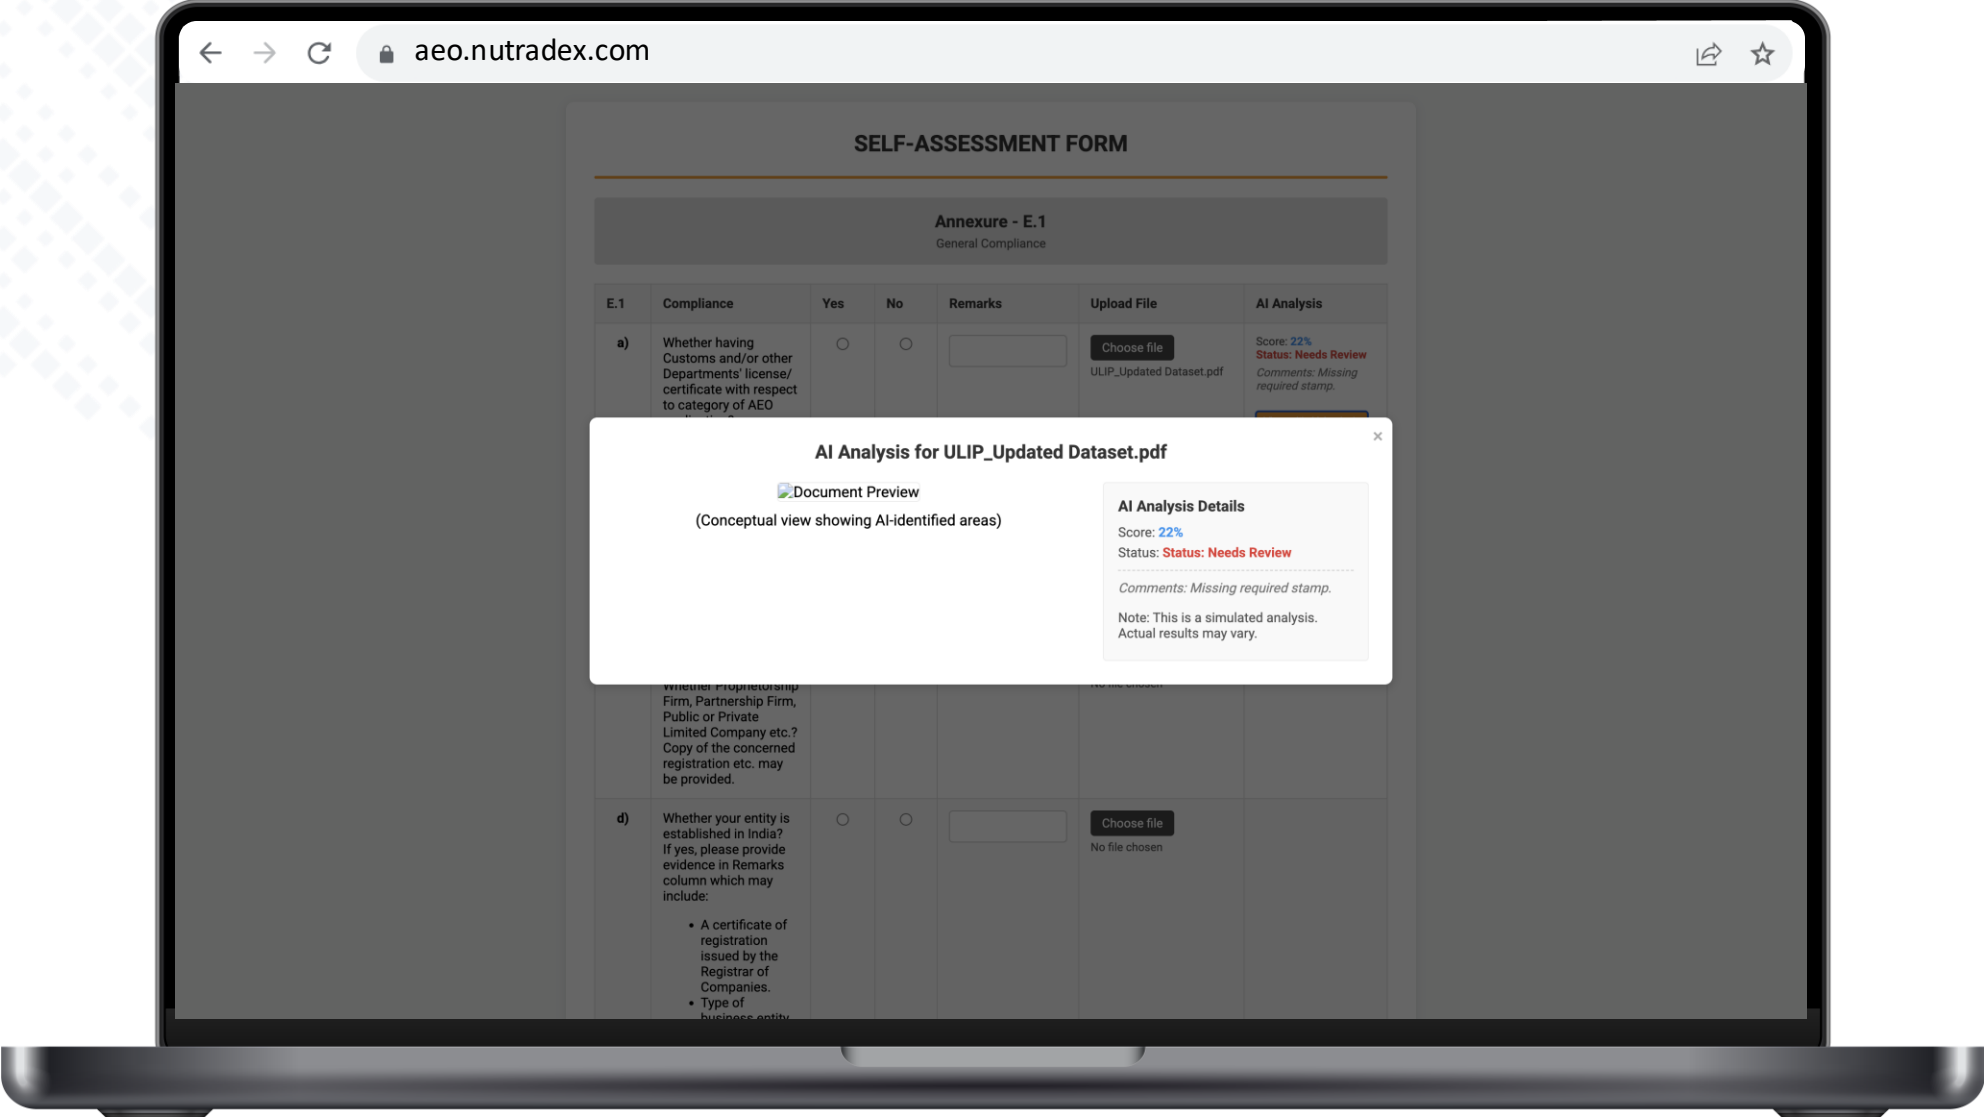 aeo.nutradex.com
SELF-ASSESSMENT FORM
Annexure - E.1
General Compliance
E.1 Compliance Yes No Remarks Upload File AI Analysis
a) Whether having
Customs and/or other
Departments' license/
certificate with respect
to category of AEO
Choose file
ULIP_Updated Dataset.pdf
Score: 22%
Status: Needs Review
Comments: Missing
required stamp.
×
AI Analysis for ULIP_Updated Dataset.pdf
Document Preview
(Conceptual view showing AI-identified areas)
AI Analysis Details
Score: 22%
Status: Status: Needs Review
Comments: Missing required stamp.
Note: This is a simulated analysis.
Actual results may vary.
Whether Proprietorship
Firm, Partnership Firm,
Public or Private
Limited Company etc.?
Copy of the concerned
registration etc. may
be provided.
No file chosen
d) Whether your entity is
established in India?
If yes, please provide
evidence in Remarks
column which may
include:
• A certificate of
registration
issued by the
Registrar of
Companies.
• Type of
business entity
Choose file
No file chosen